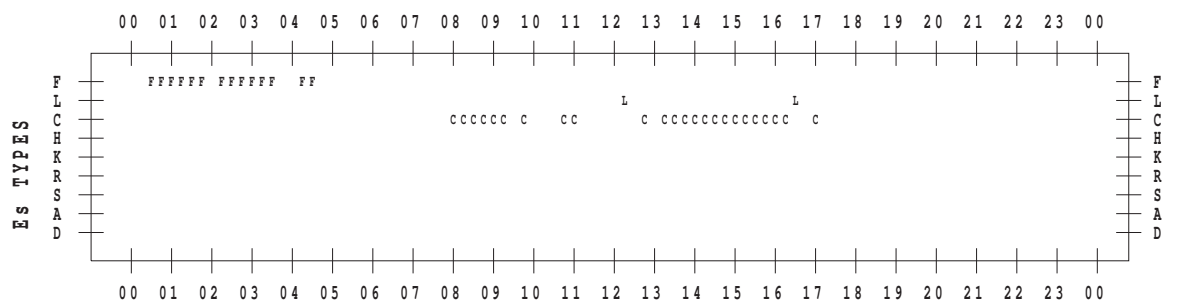 00 01 02 03 04 05 06 07 08 09 10 11 12 13 14 15 16 17 18 19 20 21 22 23 00
Es TYPES
F FFFFFF FFFFFF FF F
L L L L
C CCCCCC C CC C CCCCCCCCCCCCC C C
H H
K K
R R
S S
A A
D D
00 01 02 03 04 05 06 07 08 09 10 11 12 13 14 15 16 17 18 19 20 21 22 23 00